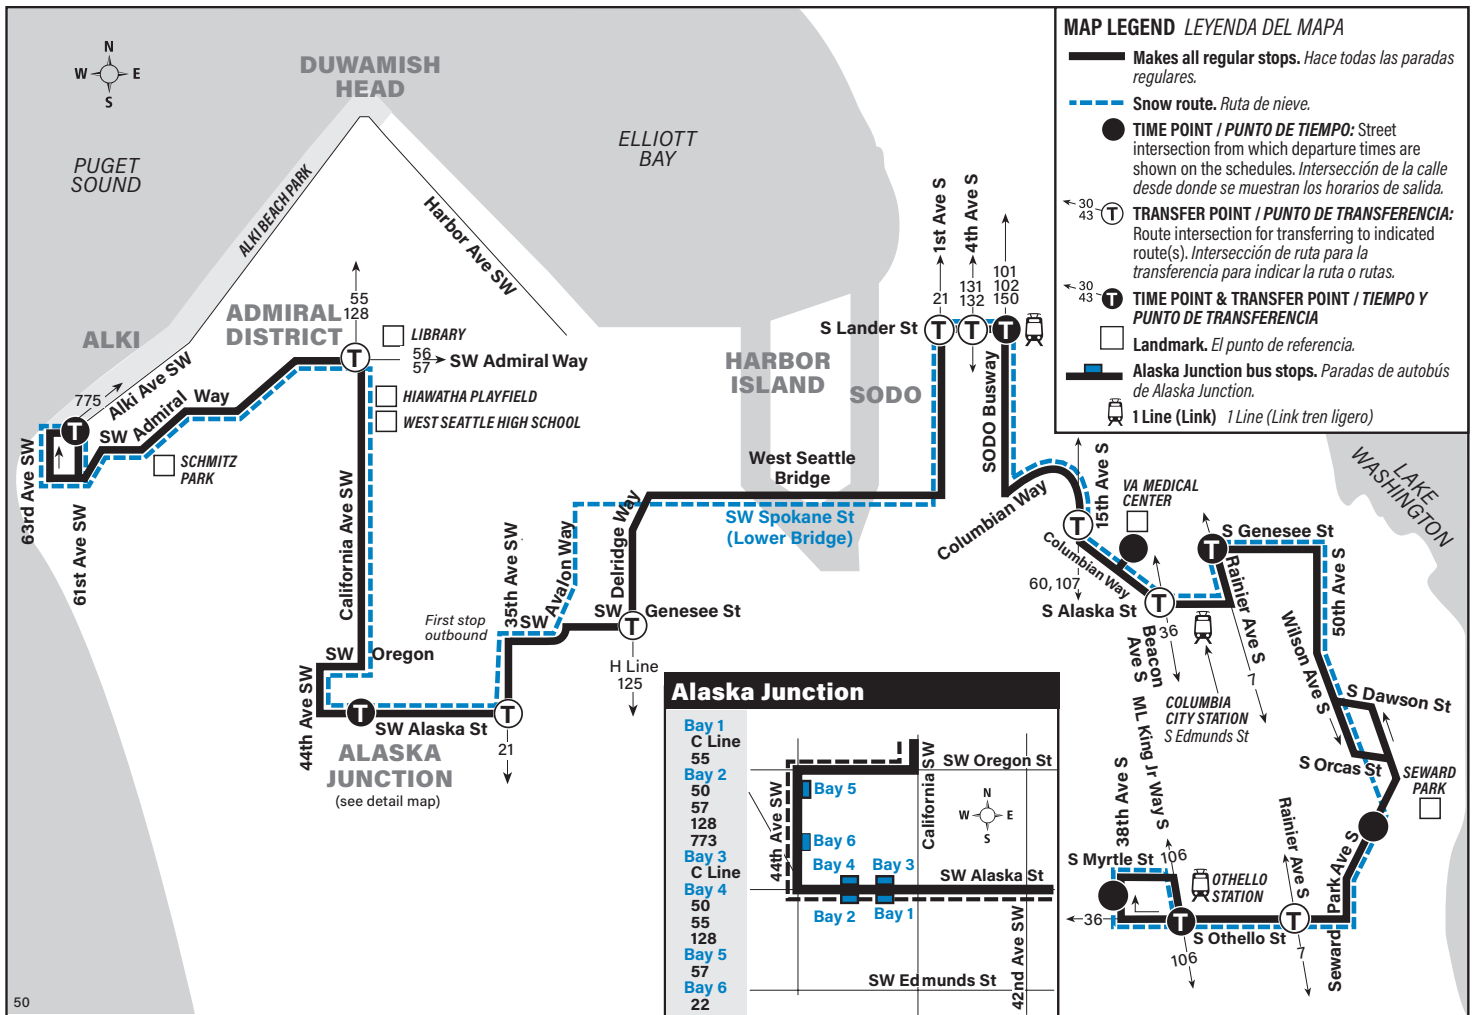 MAP LEGEND LEYENDA DEL MAPA
Makes all regular stops. Hace todas las paradas
regulares.
Snow route. Ruta de nieve.
TIME POINT / PUNTO DE TIEMPO: Street
intersection from which departure times are
shown on the schedules. Intersección de la calle
desde donde se muestran los horarios de salida.
30
43
T
TRANSFER POINT / PUNTO DE TRANSFERENCIA:
Route intersection for transferring to indicated
route(s). Intersección de ruta para la
transferencia para indicar la ruta o rutas.
30
43
T
TIME POINT & TRANSFER POINT / TIEMPO Y
PUNTO DE TRANSFERENCIA
Landmark. El punto de referencia.
Alaska Junction bus stops. Paradas de autobús
de Alaska Junction.
1 Line (Link) 1 Line (Link tren ligero)
N
W E
S
DUWAMISH
HEAD
PUGET
SOUND
ELLIOTT
BAY
ALKI BEACH PARK
Harbor Ave SW
55
128
ADMIRAL
DISTRICT
T
LIBRARY
56
57
SW Admiral Way
ALKI
775
Alki Ave SW
HIAWATHA PLAYFIELD
WEST SEATTLE HIGH SCHOOL
T
SW Admiral Way
SCHMITZ
PARK
63rd Ave SW
61st Ave SW
California Ave SW
SW Oregon
44th Ave SW
T
SW Alaska St
ALASKA
JUNCTION
(see detail map)
T
21
First stop
outbound
35th Ave SW
SW Avalon Way
Delridge Way
SW Genesee St
T
H Line
125
West Seattle
Bridge
SW Spokane St
(Lower Bridge)
HARBOR
ISLAND
SODO
1st Ave S
4th Ave S
21
131
132
101
102
150
S Lander St
T
T
T
SODO Busway
Columbian Way
15th Ave S
T
VA MEDICAL
CENTER
Columbian Way
60, 107
S Alaska St
T
36
Beacon
Ave S
T
S Genesee St
Rainier Ave S
7
COLUMBIA
CITY STATION
S Edmunds St
50th Ave S
Wilson Ave S
S Dawson St
S Orcas St
LAKE
WASHINGTON
SEWARD
PARK
ML King Jr Way S
38th Ave S
S Myrtle St
106
OTHELLO
STATION
36
T
S Othello St
106
Rainier Ave S
T
7
Seward Park Ave S
Alaska Junction
Bay 1
C Line
55
Bay 2
50
57
128
773
Bay 3
C Line
Bay 4
50
55
128
Bay 5
57
Bay 6
22
44th Ave SW
California SW
SW Oregon St
Bay 5
N
W E
S
Bay 6
Bay 4
Bay 3
SW Alaska St
Bay 2
Bay 1
42nd Ave SW
SW Edmunds St
50